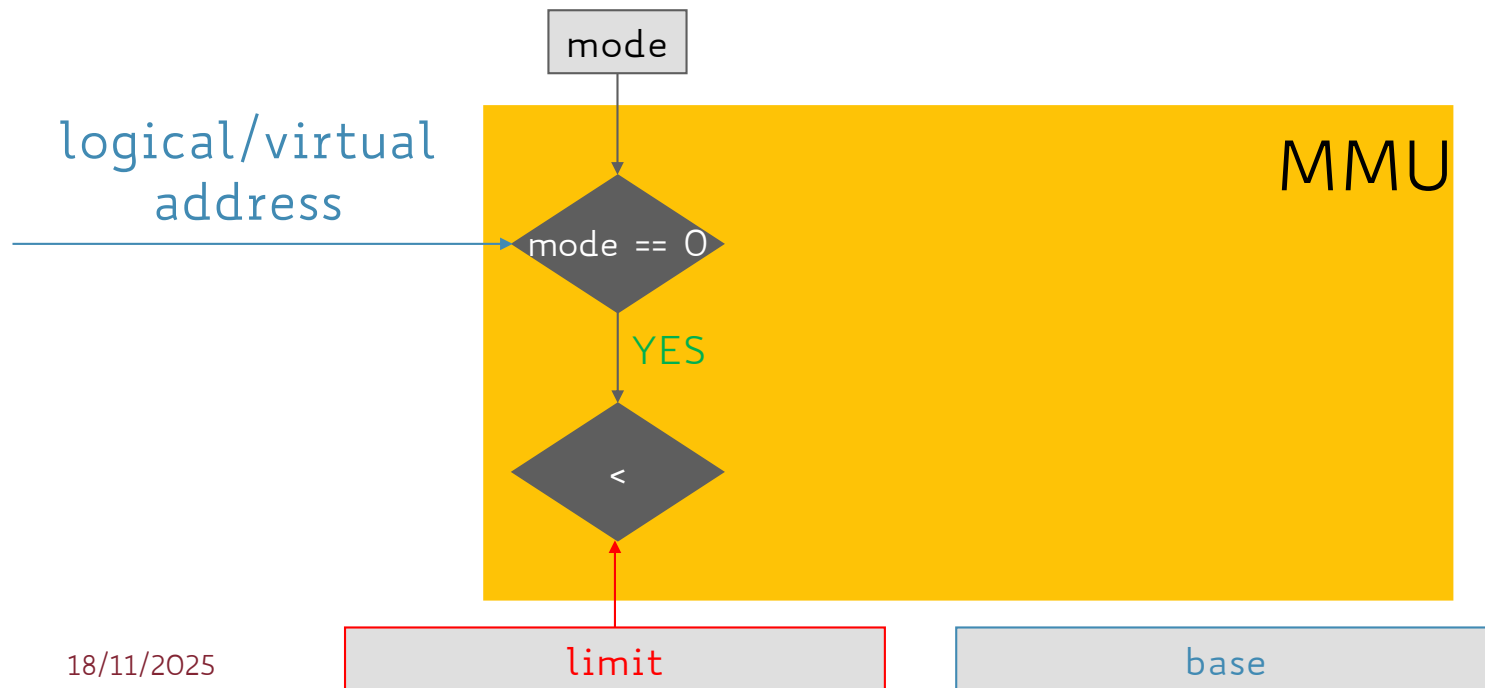 mode
logical/virtual
address
MMU
mode == 0
YES
<
limit
base
18/11/2025